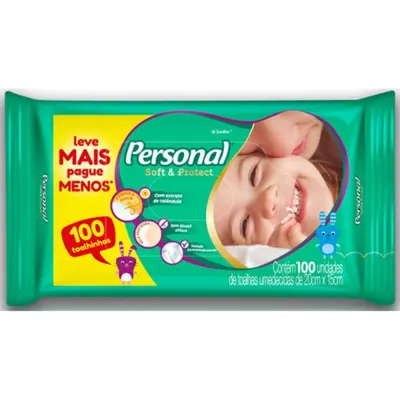 leve
MAIS
pague
MENOS*
100
toalhinhas
Personal
Soft & Protect
Com extrato
de calêndula
Sem álcool
etílico
Contém 100 unidades
de toalhas umedecidas de 20cm x 15cm
Personal